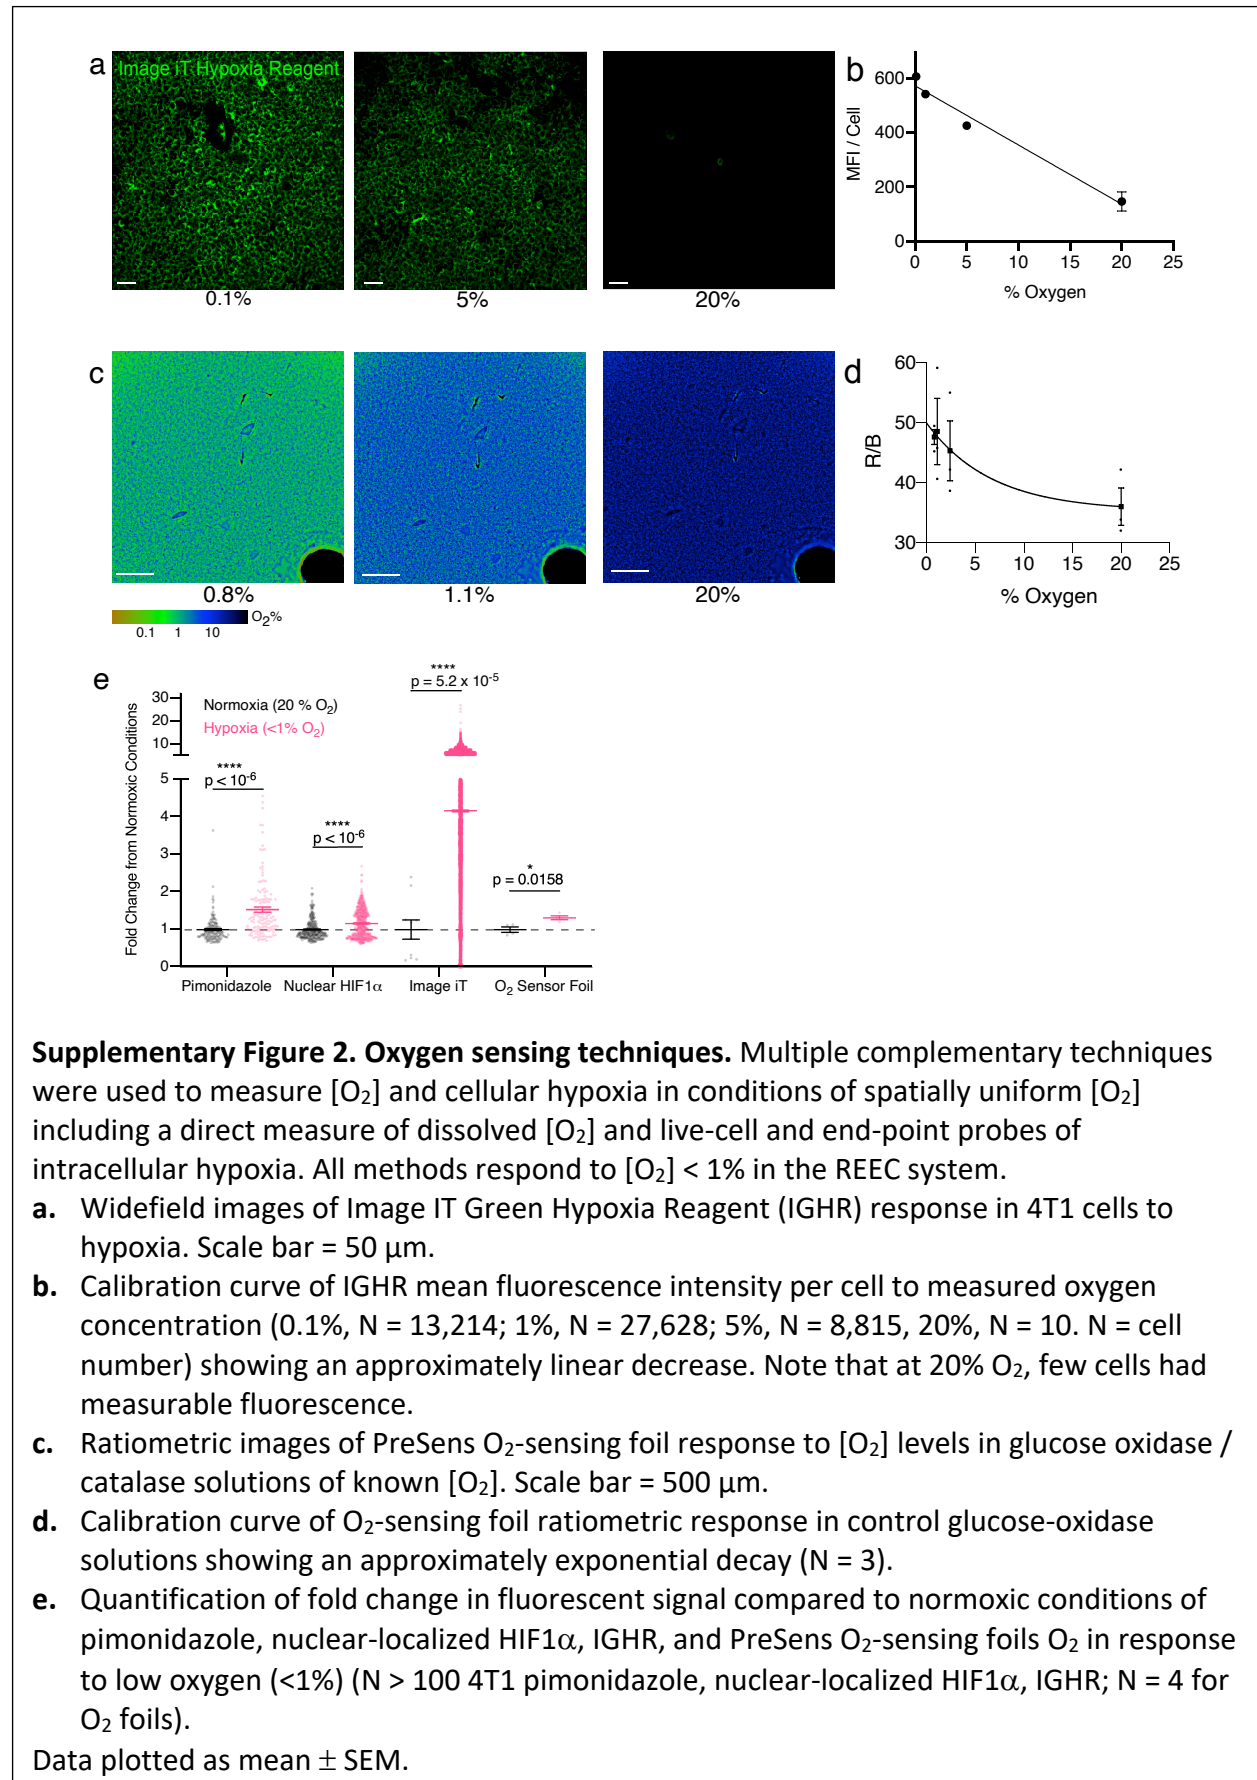 a
Image iT Hypoxia Reagent
0.1%
5%
20%
b
MFI / Cell
600
400
200
0
0 5 10 15 20 25
% Oxygen
c
0.8%
1.1%
20%
0.1 1 10
O₂%
d
R/B
60
50
40
30
0 5 10 15 20 25
% Oxygen
e
Fold Change from Normoxic Conditions
30
20
10
5
4
3
2
1
0
Normoxia (20 % O₂)
Hypoxia (<1% O₂)
****
p < 10⁻⁶
****
p < 10⁻⁶
****
p = 5.2 x 10⁻⁵
*
p = 0.0158
Pimonidazole Nuclear HIF1α Image iT O₂ Sensor Foil
Supplementary Figure 2. Oxygen sensing techniques. Multiple complementary techniques
were used to measure [O₂] and cellular hypoxia in conditions of spatially uniform [O₂]
including a direct measure of dissolved [O₂] and live-cell and end-point probes of
intracellular hypoxia. All methods respond to [O₂] < 1% in the REEC system.
a. Widefield images of Image IT Green Hypoxia Reagent (IGHR) response in 4T1 cells to
hypoxia. Scale bar = 50 μm.
b. Calibration curve of IGHR mean fluorescence intensity per cell to measured oxygen
concentration (0.1%, N = 13,214; 1%, N = 27,628; 5%, N = 8,815, 20%, N = 10. N = cell
number) showing an approximately linear decrease. Note that at 20% O₂, few cells had
measurable fluorescence.
c. Ratiometric images of PreSens O₂-sensing foil response to [O₂] levels in glucose oxidase /
catalase solutions of known [O₂]. Scale bar = 500 μm.
d. Calibration curve of O₂-sensing foil ratiometric response in control glucose-oxidase
solutions showing an approximately exponential decay (N = 3).
e. Quantification of fold change in fluorescent signal compared to normoxic conditions of
pimonidazole, nuclear-localized HIF1α, IGHR, and PreSens O₂-sensing foils O₂ in response
to low oxygen (<1%) (N > 100 4T1 pimonidazole, nuclear-localized HIF1α, IGHR; N = 4 for
O₂ foils).
Data plotted as mean ± SEM.